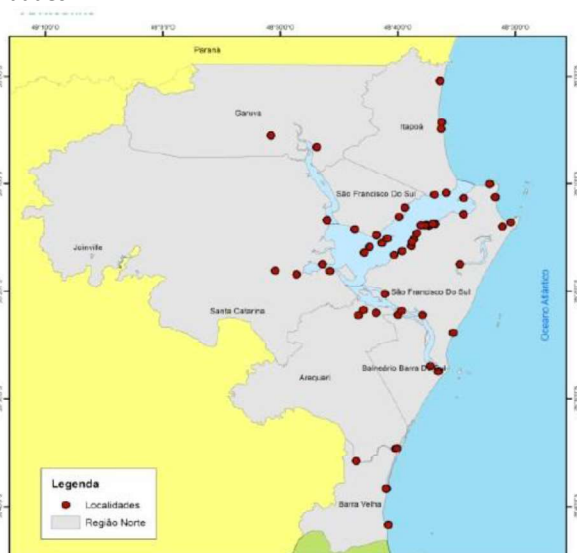 Paraná
Garuva
Itapoá
São Francisco Do Sul
Joinville
São Francisco Do Sul
Santa Catarina
Oceano Atlântico
Araquari
Balneário Barra Do Sul
Legenda
Localidades
Região Norte
Barra Velha